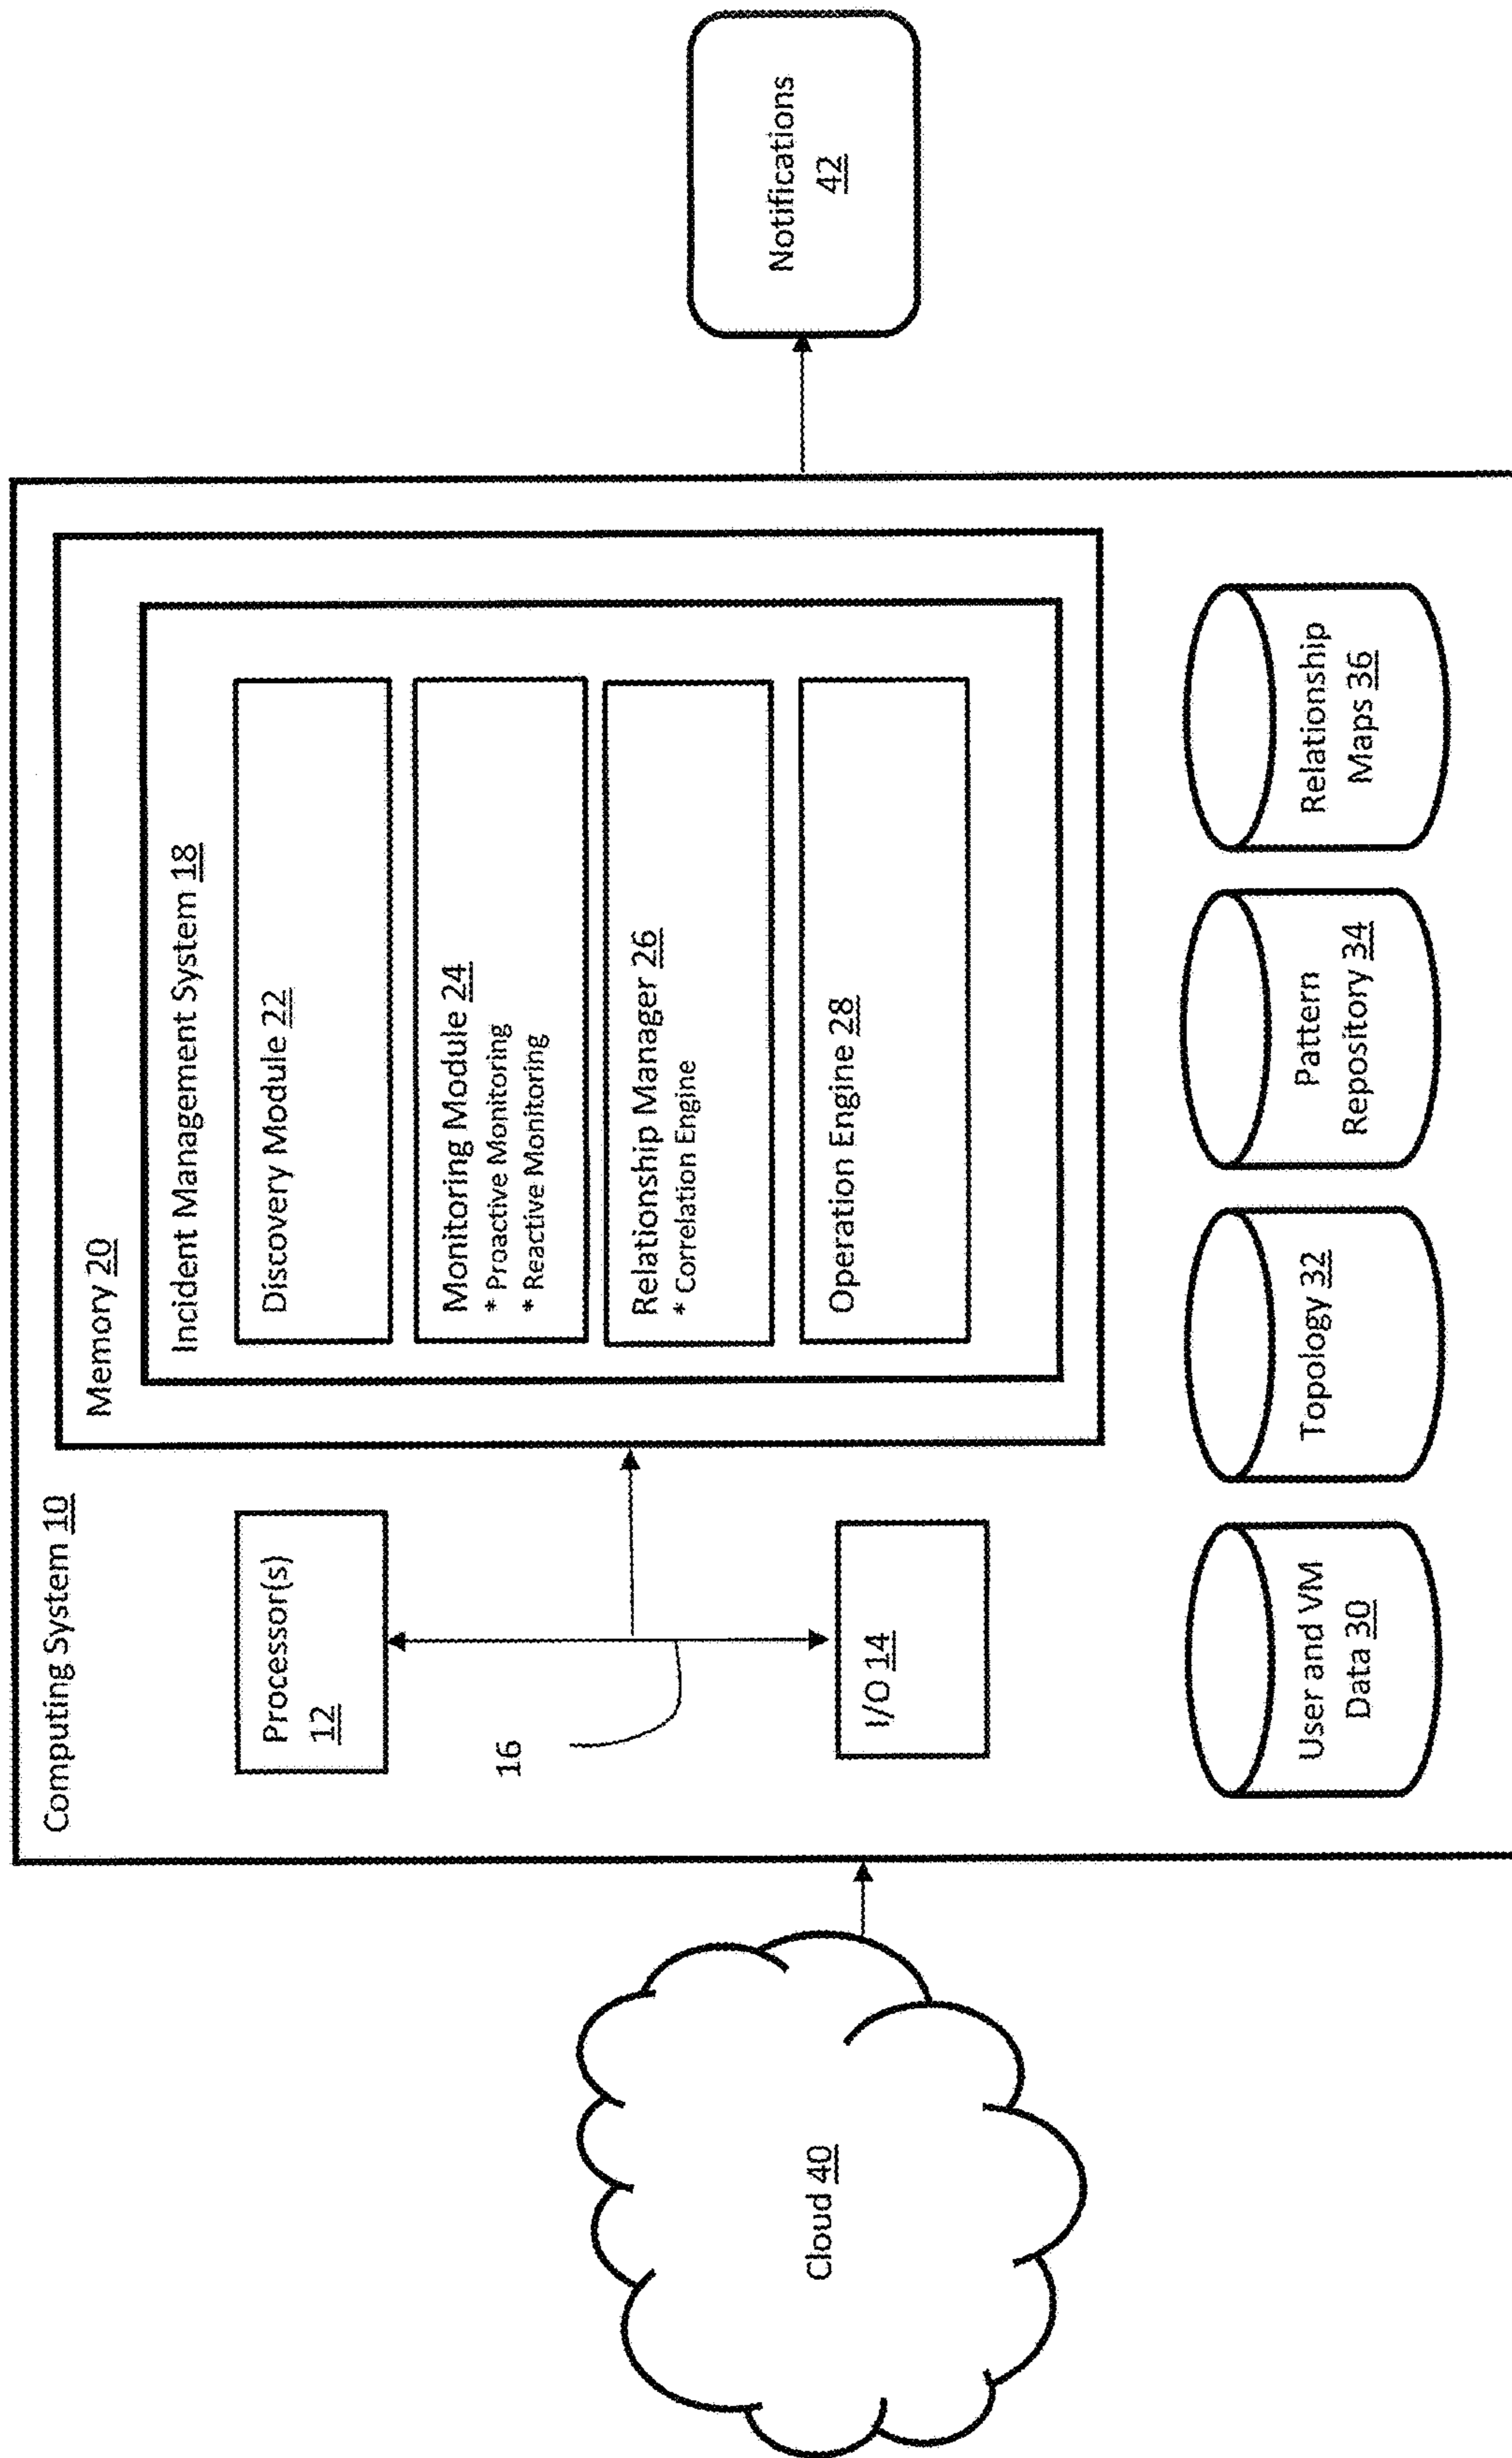 Computing System 10
Memory 20
Incident Management System 18
Processor(s)
12
Discovery Module 22
16
Monitoring Module 24
* Proactive Monitoring
* Reactive Monitoring
Relationship Manager 26
* Correlation Engine
I/O 14
Operation Engine 28
Cloud 40
Notifications
42
User and VM
Data 30
Topology 32
Pattern
Repository 34
Relationship
Maps 36